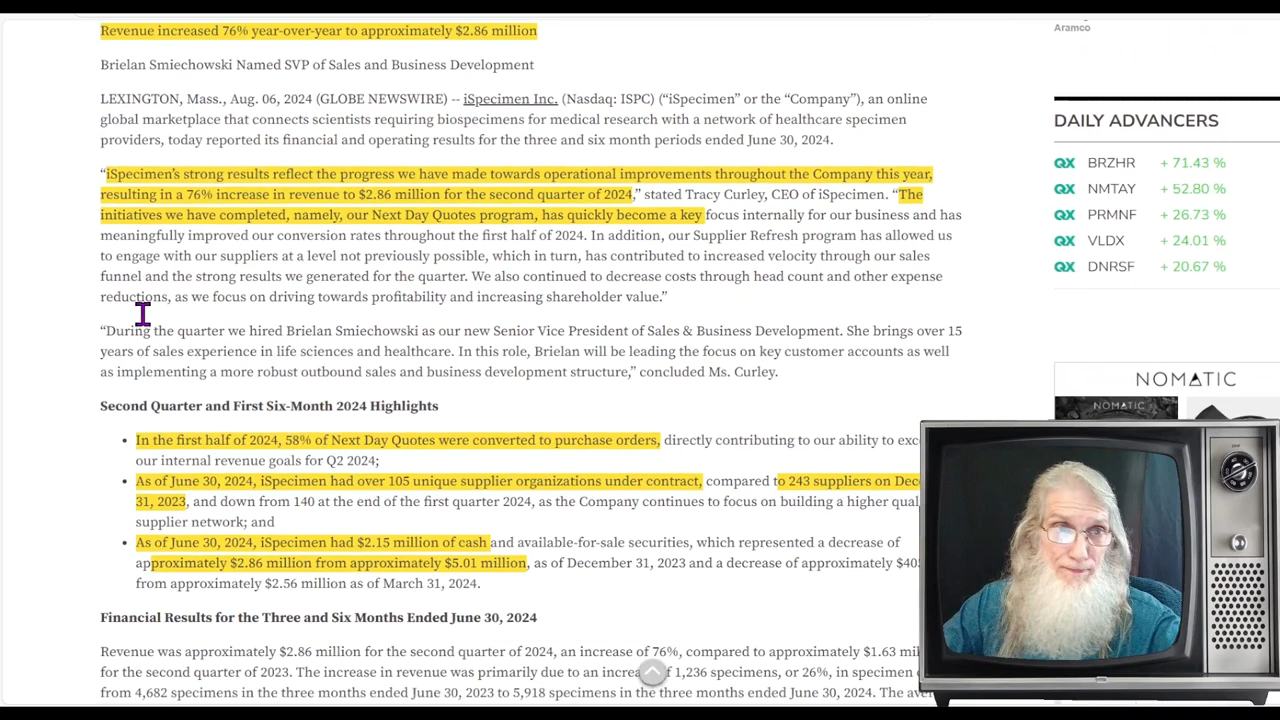 Revenue increased 76% year-over-year to approximately $2.86 million
Brielan Smiechowski Named SVP of Sales and Business Development
LEXINGTON, Mass., Aug. 06, 2024 (GLOBE NEWSWIRE) -- iSpecimen Inc. (Nasdaq: ISPC) (“iSpecimen” or the “Company”), an online
global marketplace that connects scientists requiring biospecimens for medical research with a network of healthcare specimen
providers, today reported its financial and operating results for the three and six month periods ended June 30, 2024.
“iSpecimen’s strong results reflect the progress we have made towards operational improvements throughout the Company this year,
resulting in a 76% increase in revenue to $2.86 million for the second quarter of 2024,” stated Tracy Curley, CEO of iSpecimen. “The
initiatives we have completed, namely, our Next Day Quotes program, has quickly become a key focus internally for our business and has
meaningfully improved our conversion rates throughout the first half of 2024. In addition, our Supplier Refresh program has allowed us
to engage with our suppliers at a level not previously possible, which in turn, has contributed to increased velocity through our sales
funnel and the strong results we generated for the quarter. We also continued to decrease costs through head count and other expense
reductions, as we focus on driving towards profitability and increasing shareholder value.”
“During the quarter we hired Brielan Smiechowski as our new Senior Vice President of Sales & Business Development. She brings over 15
years of sales experience in life sciences and healthcare. In this role, Brielan will be leading the focus on key customer accounts as well
as implementing a more robust outbound sales and business development structure,” concluded Ms. Curley.
Second Quarter and First Six-Month 2024 Highlights
• In the first half of 2024, 58% of Next Day Quotes were converted to purchase orders, directly contributing to our ability to exc
our internal revenue goals for Q2 2024;
• As of June 30, 2024, iSpecimen had over 105 unique supplier organizations under contract, compared to 243 suppliers on Dec
31, 2023, and down from 140 at the end of the first quarter 2024, as the Company continues to focus on building a higher qual
supplier network; and
• As of June 30, 2024, iSpecimen had $2.15 million of cash and available-for-sale securities, which represented a decrease of
approximately $2.86 million from approximately $5.01 million, as of December 31, 2023 and a decrease of approximately $40
from approximately $2.56 million as of March 31, 2024.
Financial Results for the Three and Six Months Ended June 30, 2024
Revenue was approximately $2.86 million for the second quarter of 2024, an increase of 76%, compared to approximately $1.63 mi
for the second quarter of 2023. The increase in revenue was primarily due to an increa f 1,236 specimens, or 26%, in specimen
from 4,682 specimens in the three months ended June 30, 2023 to 5,918 specimens in the three months ended June 30, 2024. The ave
Aramco
DAILY ADVANCERS
QX BRZHR + 71.43 %
QX NMTAY + 52.80 %
QX PRMNF + 26.73 %
QX VLDX + 24.01 %
QX DNRSF + 20.67 %
NOMATIC
NOMATIC